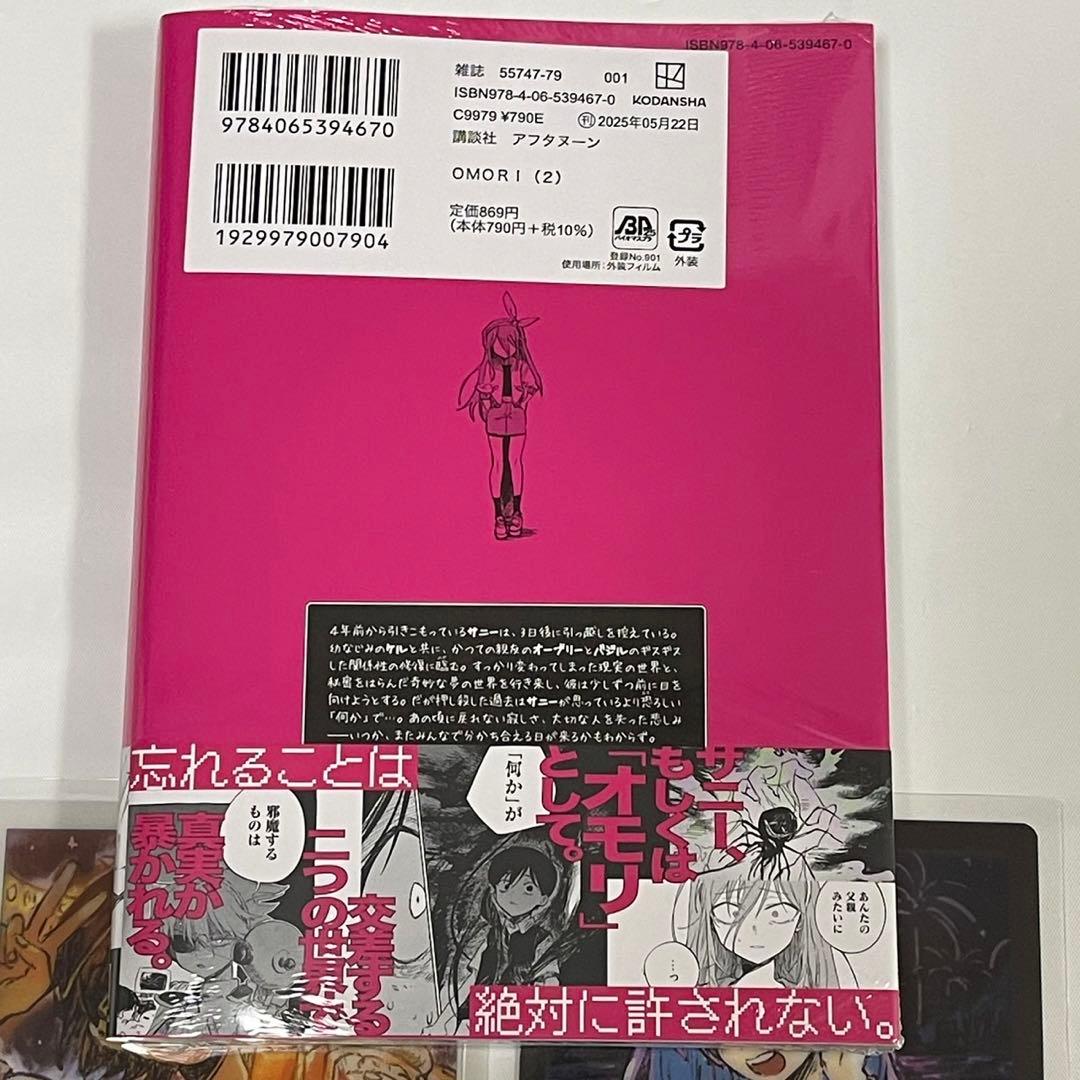 ISBN978-4-06-539467-0
雑誌 55747-79 001
ISBN978-4-06-539467-0
KODANSHA
C9979 ¥790E
㊖2025年05月22日
講談社 アフタヌーン
9784065394670
OMORI(2)
1929979007904
定価869円
(本体790円+税10%)
バイオマスプラ
25
登録No.901
使用場所:外装フィルム
プラ
外装
4年前から引きこもっているサニーは、3日後に引っ越しを控えている。
幼なじみのケルと共に、かつての親友のオーブリーとバジルのギスギス
した関係性の修復に臨む。すっかり変わってしまった現実の世界と、
秘密をはらんだ奇妙な夢の世界を行き来し、彼は少しずつ前に目を
向けようとする。だが押し殺した過去はサニーが思っているより恐ろしい
「何か」で…。あの頃に戻れない寂しさ、大切な人を失った悲しみ
——いつか、またみんなで分かち合える日が来るかもわからず。
サニー、
もしくは
「オモリ」
として。
忘れることは
絶対に許されない。
交差する
二つの世界
真実が
暴かれる。
「何か」が
邪魔する
ものは
あんたの
父親
みたいに
…っ